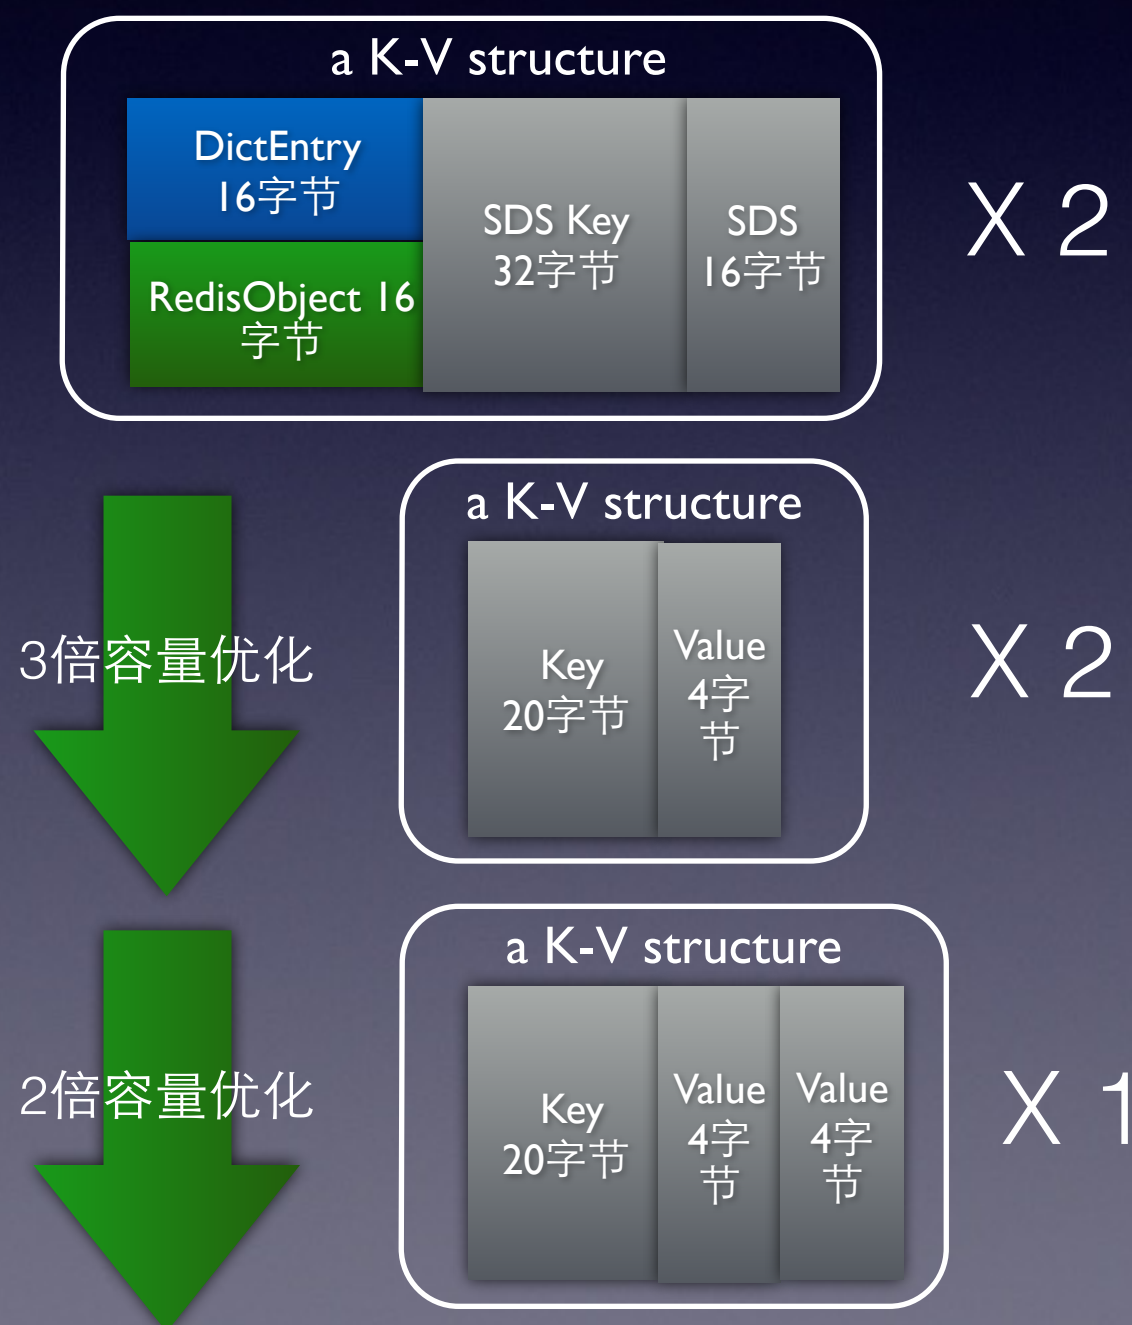 a K-V structure
DictEntry
16字节
RedisObject 16
字节
SDS Key
32字节
SDS
16字节
X 2
a K-V structure
Key
20字节
Value
4字
节
X 2
3倍容量优化
a K-V structure
Key
20字节
Value
4字
节
Value
4字
节
X 1
2倍容量优化